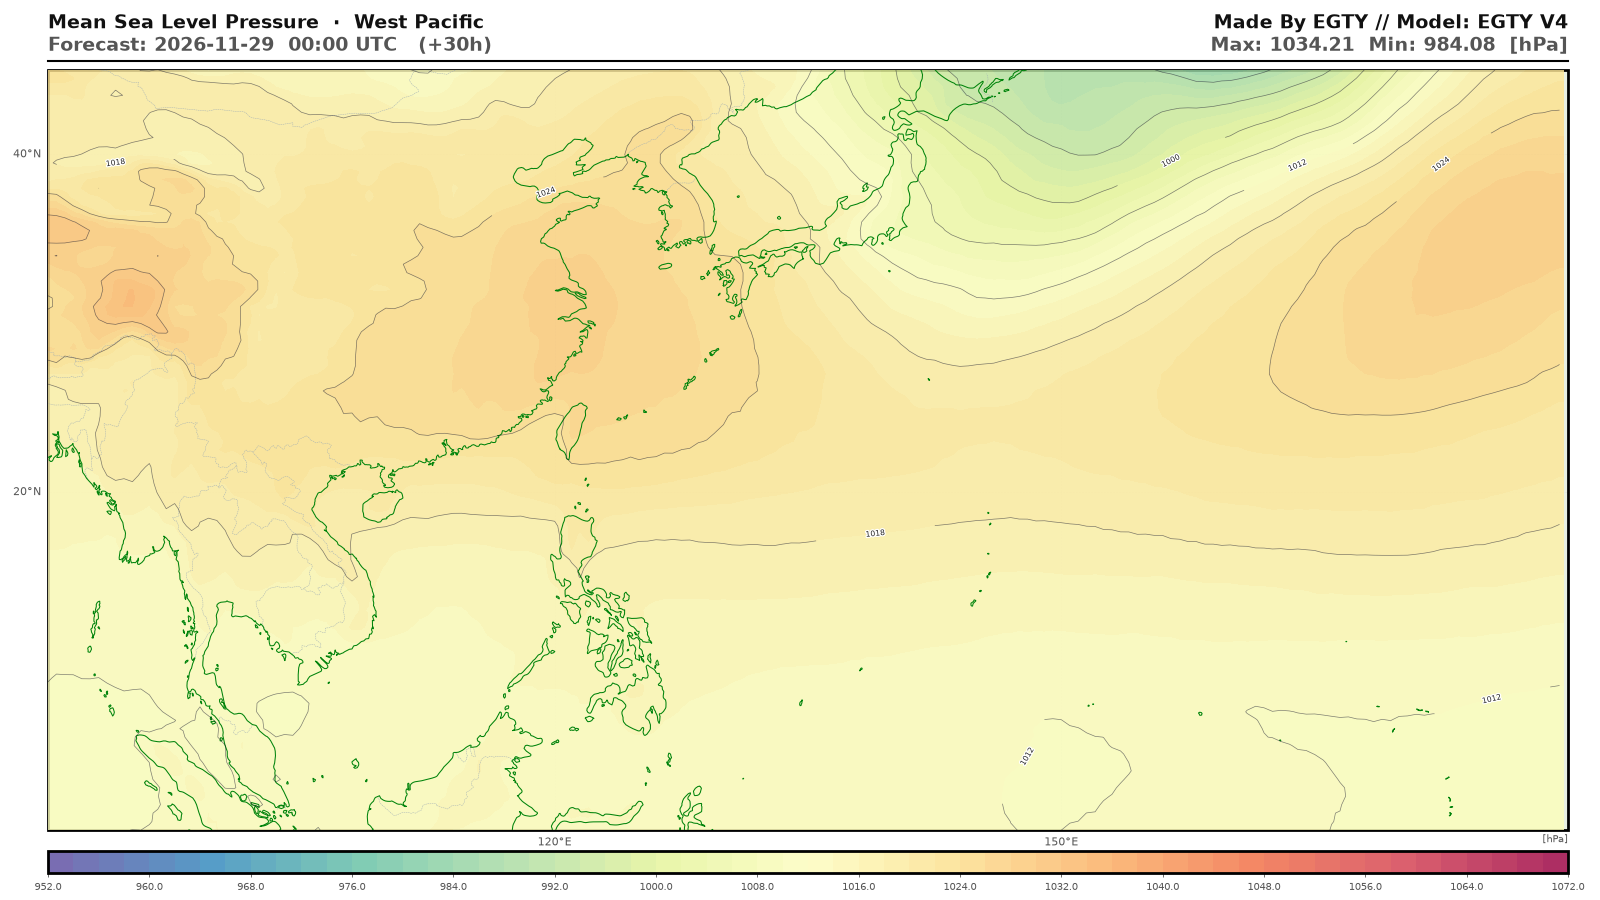 Mean Sea Level Pressure · West Pacific
Made By EGTY // Model: EGTY V4
Forecast: 2026-11-29 00:00 UTC (+30h)
Max: 1034.21 Min: 984.08 [hPa]
40°N
20°N
120°E
150°E
1018
1024
1000
1012
1024
1018
1012
1012
[hPa]
952.0 960.0 968.0 976.0 984.0 992.0 1000.0 1008.0 1016.0 1024.0 1032.0 1040.0 1048.0 1056.0 1064.0 1072.0